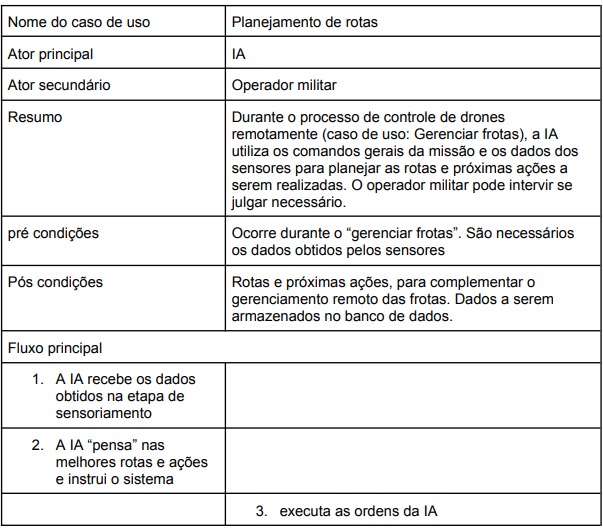 Nome do caso de uso
Planejamento de rotas
Ator principal
IA
Ator secundário
Operador militar
Resumo
Durante o processo de controle de drones
remotamente (caso de uso: Gerenciar frotas), a IA
utiliza os comandos gerais da missão e os dados dos
sensores para planejar as rotas e próximas ações a
serem realizadas. O operador militar pode intervir se
julgar necessário.
pré condições
Ocorre durante o “gerenciar frotas”. São necessários
os dados obtidos pelos sensores
Pós condições
Rotas e próximas ações, para complementar o
gerenciamento remoto das frotas. Dados a serem
armazenados no banco de dados.
Fluxo principal
1. A IA recebe os dados
obtidos na etapa de
sensoriamento
2. A IA “pensa” nas
melhores rotas e ações
e instrui o sistema
3. executa as ordens da IA